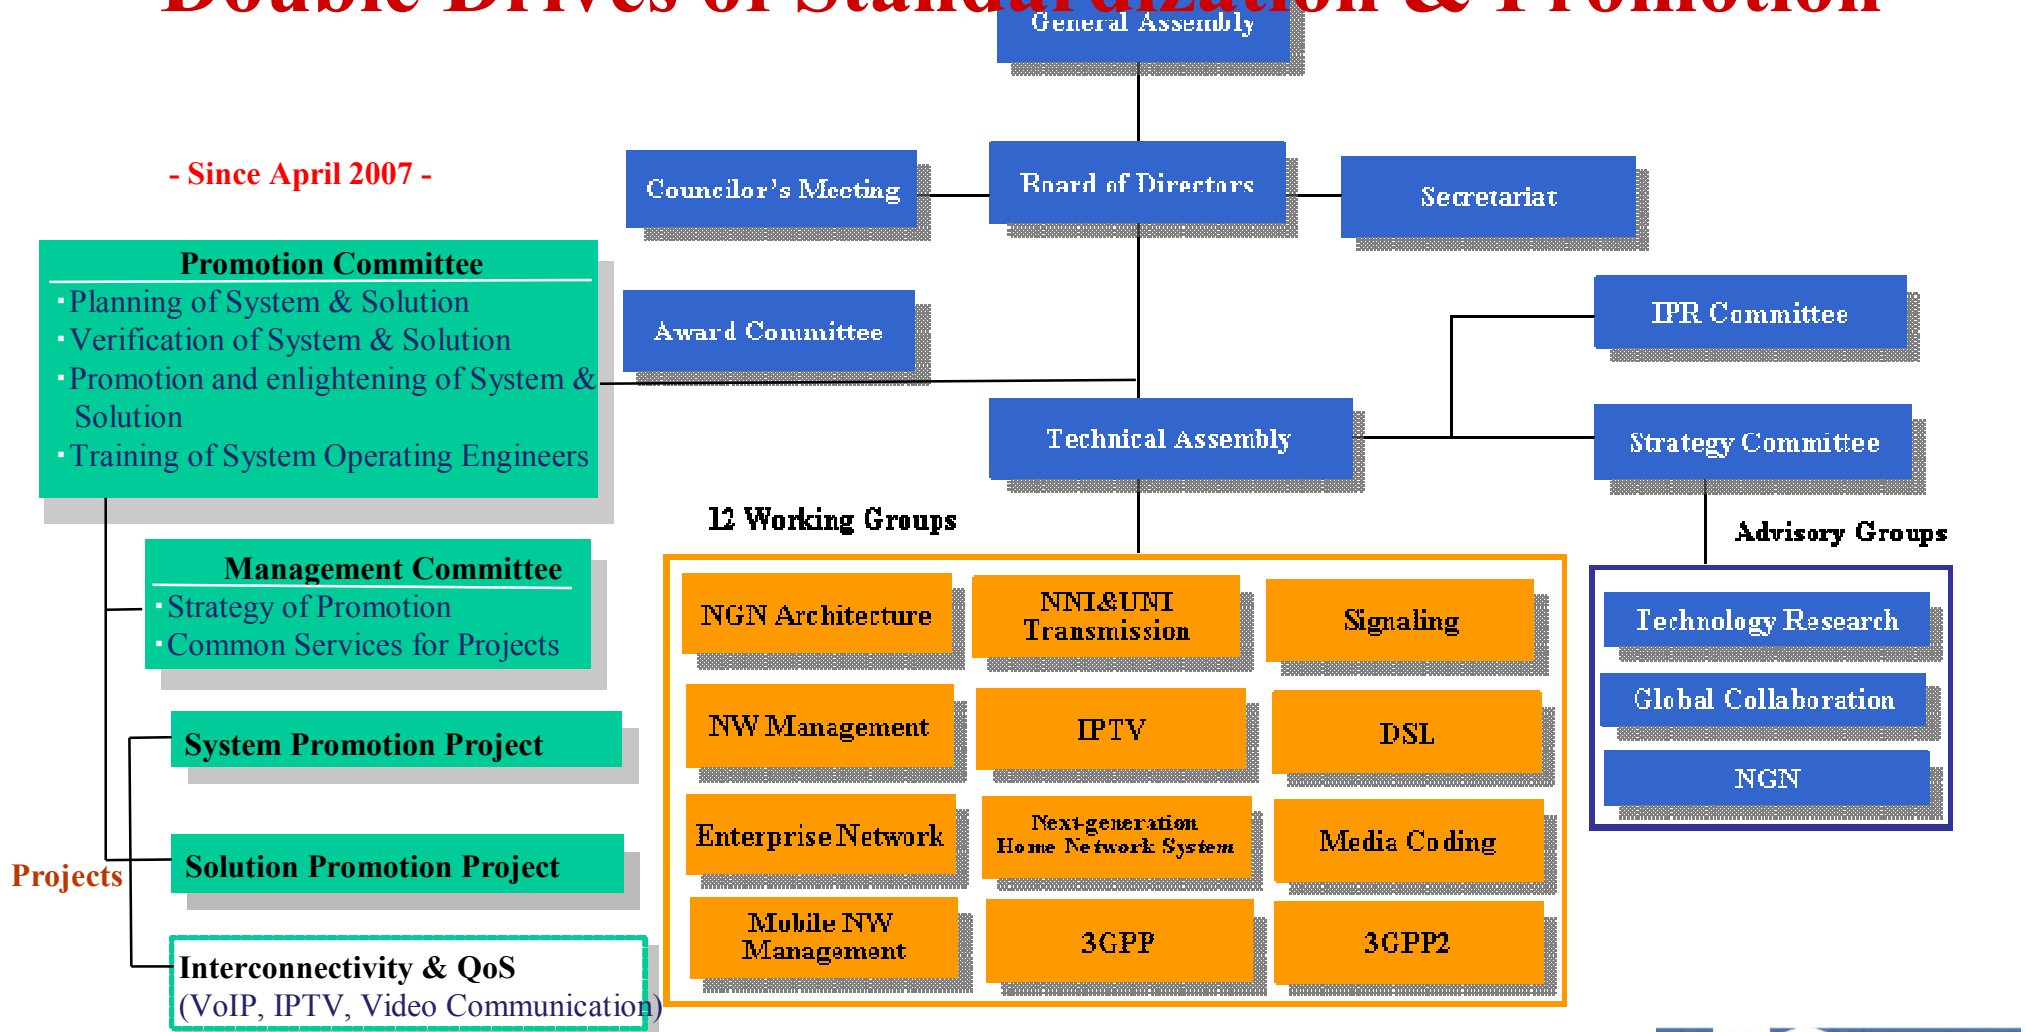 Double Drives of Standardization & Promotion
General Assembly
- Since April 2007 -
Councilor's Meeting
Board of Directors
Secretariat
Promotion Committee
・Planning of System & Solution
・Verification of System & Solution
・Promotion and enlightening of System &
Solution
・Training of System Operating Engineers
Award Committee
IPR Committee
Technical Assembly
Strategy Committee
12 Working Groups
Advisory Groups
Management Committee
・Strategy of Promotion
・Common Services for Projects
NGN Architecture
NNI&UNI
Transmission
Signaling
Technology Research
Global Collaboration
NGN
System Promotion Project
NW Management
IPTV
DSL
Enterprise Network
Next-generation
Home Network System
Media Coding
Projects
Solution Promotion Project
Mobile NW
Management
3GPP
3GPP2
Interconnectivity & QoS
(VoIP, IPTV, Video Communication)